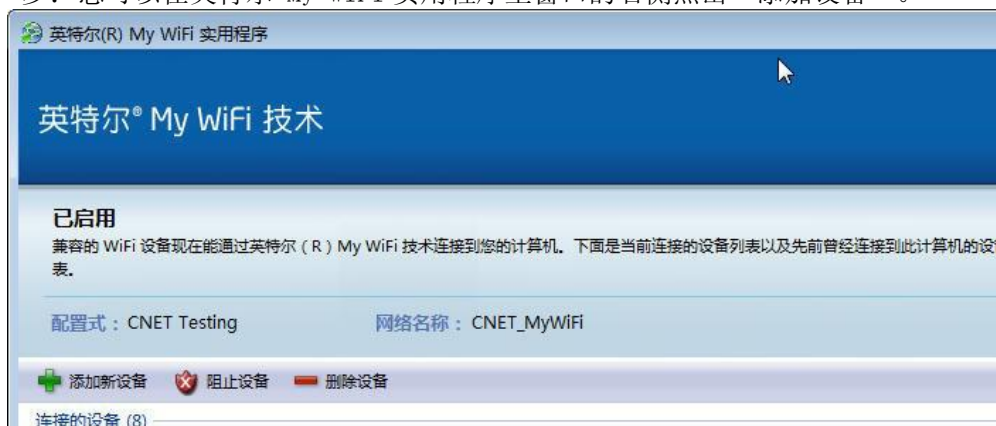 英特尔(R) My WiFi 实用程序
英特尔® My WiFi 技术
已启用
兼容的 WiFi 设备现在能通过英特尔（R）My WiFi 技术连接到您的计算机。下面是当前连接的设备列表以及先前曾经连接到此计算机的设
表。
配置式： CNET Testing 网络名称： CNET_MyWiFi
添加新设备 阻止设备 删除设备
连接的设备 (8)